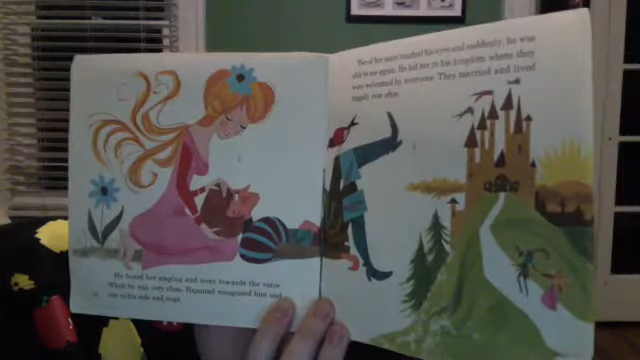 He heard her singing and went towards the voice
When he was very close, Rapunzel recognized him and
ran to his side and wept.
Two of her tears touched his eyes and suddenly, he was
able to see again. He led her to his kingdom where they
was welcomed by everyone. They married and lived
happily ever after.